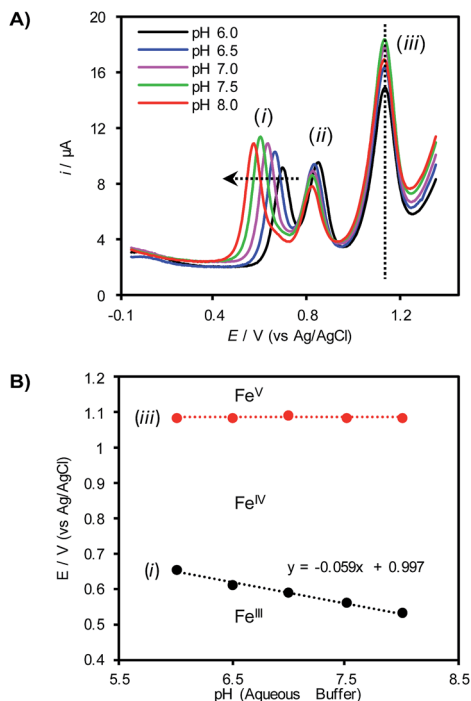 A)
pH 6.0
pH 6.5
pH 7.0
pH 7.5
pH 8.0
(i)
(ii)
(iii)
20
16
12
8
4
0
i / µA
-0.1
0.4
0.8
1.2
E / V (vs Ag/AgCl)
B)
1.2
1.1
1
0.9
0.8
0.7
0.6
0.5
0.4
E / V (vs Ag/AgCl)
Fe^V
(iii)
Fe^IV
y = -0.059x + 0.997
(i)
Fe^III
5.5
6.5
7.5
8.5
pH (Aqueous Buffer)